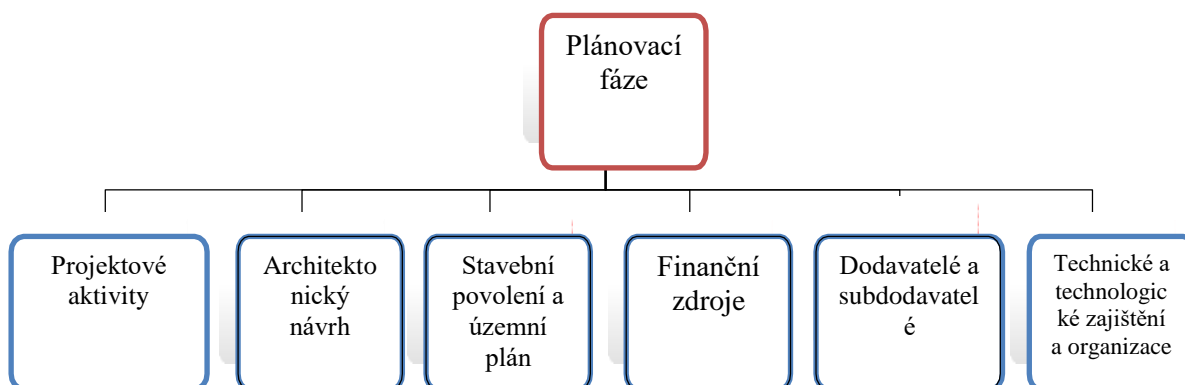 Plánovací
fáze
Projektové
aktivity
Architekto
nický
návrh
Stavební
povolení a
územní
plán
Finanční
zdroje
Dodavatelé a
subdodavatel
é
Technické a
technologic
ké zajištění
a organizace